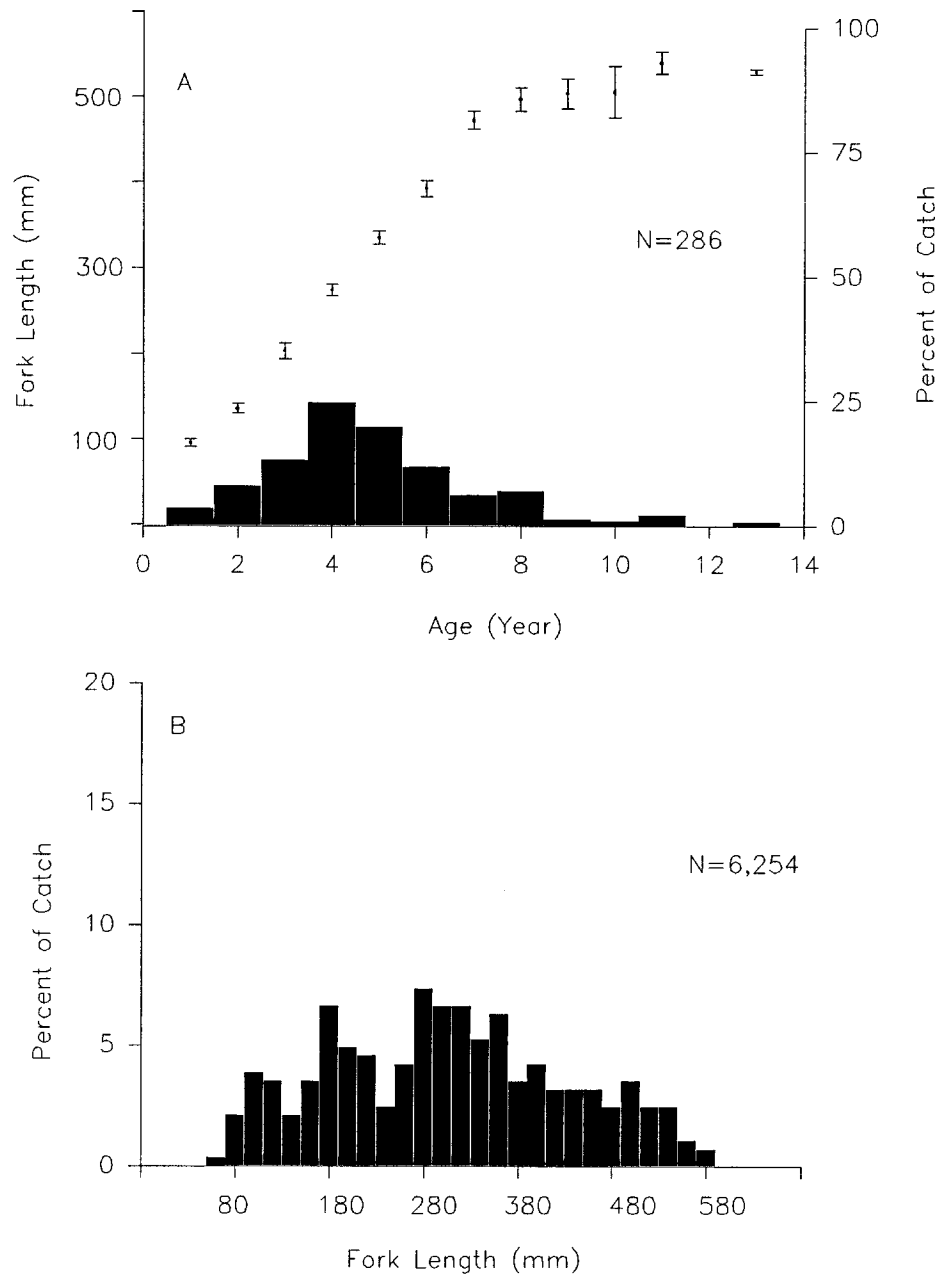 A
Fork Length (mm)
500
300
100
100
75
50
25
0
Percent of Catch
N=286
0 2 4 6 8 10 12 14
Age (Year)
B
Percent of Catch
20
15
10
5
0
N=6,254
80 180 280 380 480 580
Fork Length (mm)